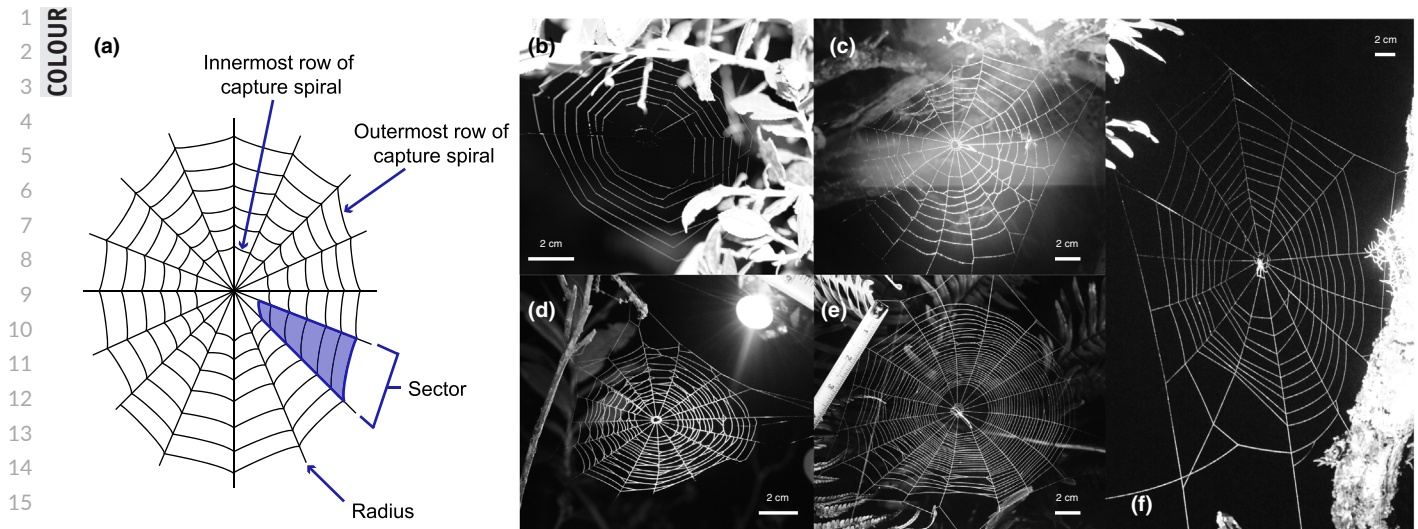 1
2
3
4
5
6
7
8
9
10
11
12
13
14
15
COLOUR
(a)
Innermost row of
capture spiral
Outermost row of
capture spiral
Sector
Radius
(b)
2 cm
(c)
2 cm
(d)
2 cm
(e)
2 cm
(f)
2 cm